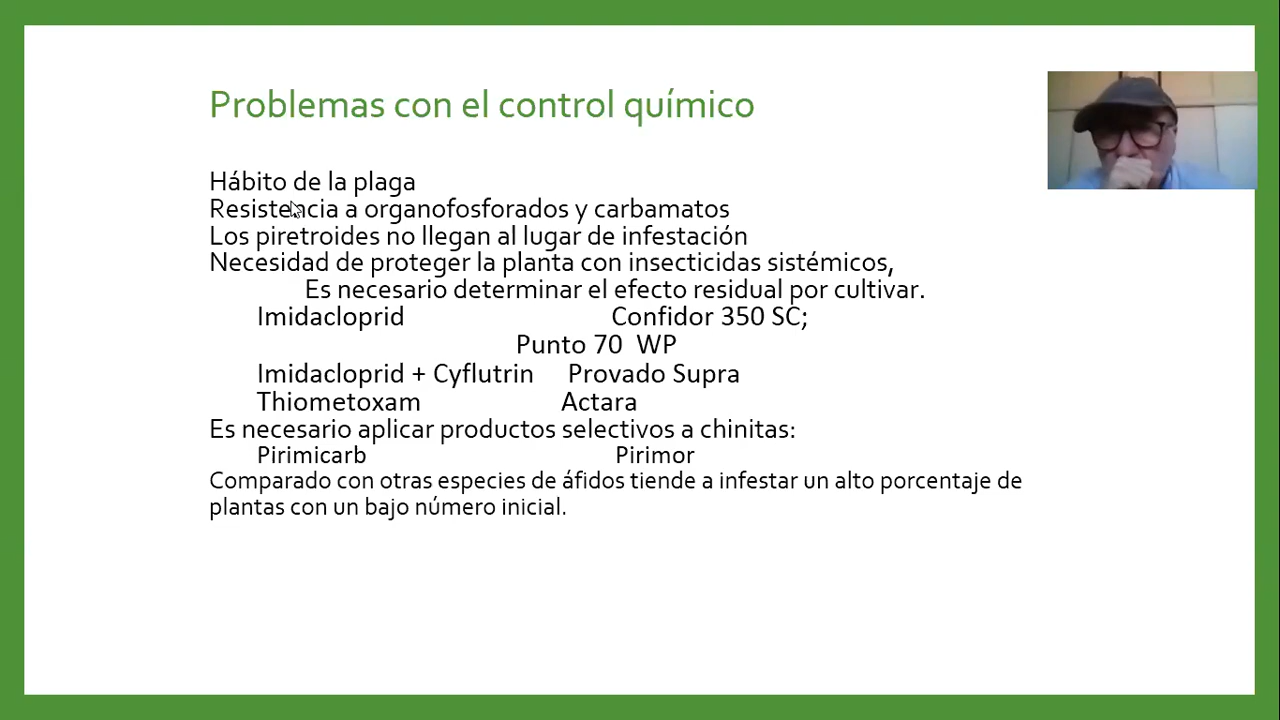 Problemas con el control químico
Hábito de la plaga
Resistencia a organofosforados y carbamatos
Los piretroides no llegan al lugar de infestación
Necesidad de proteger la planta con insecticidas sistémicos,
Es necesario determinar el efecto residual por cultivar.
Imidacloprid Confidor 350 SC;
Punto 70 WP
Imidacloprid + Cyflutrin Provado Supra
Thiometoxam Actara
Es necesario aplicar productos selectivos a chinitas:
Pirimicarb Pirimor
Comparado con otras especies de áfidos tiende a infestar un alto porcentaje de
plantas con un bajo número inicial.